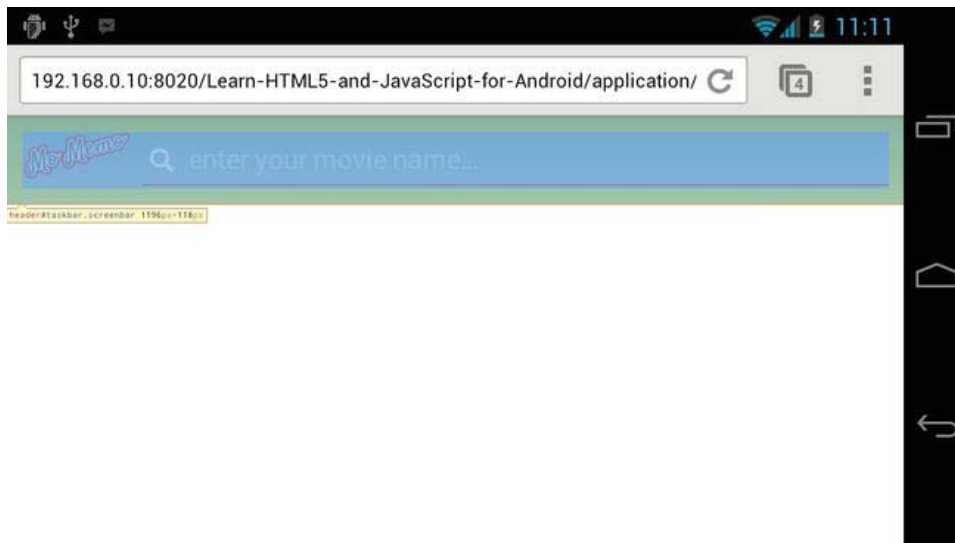 11:11
192.168.0.10:8020/Learn-HTML5-and-JavaScript-for-Android/application/
4
enter your movie name...
header#taskbar.screenbar 1196px×118px